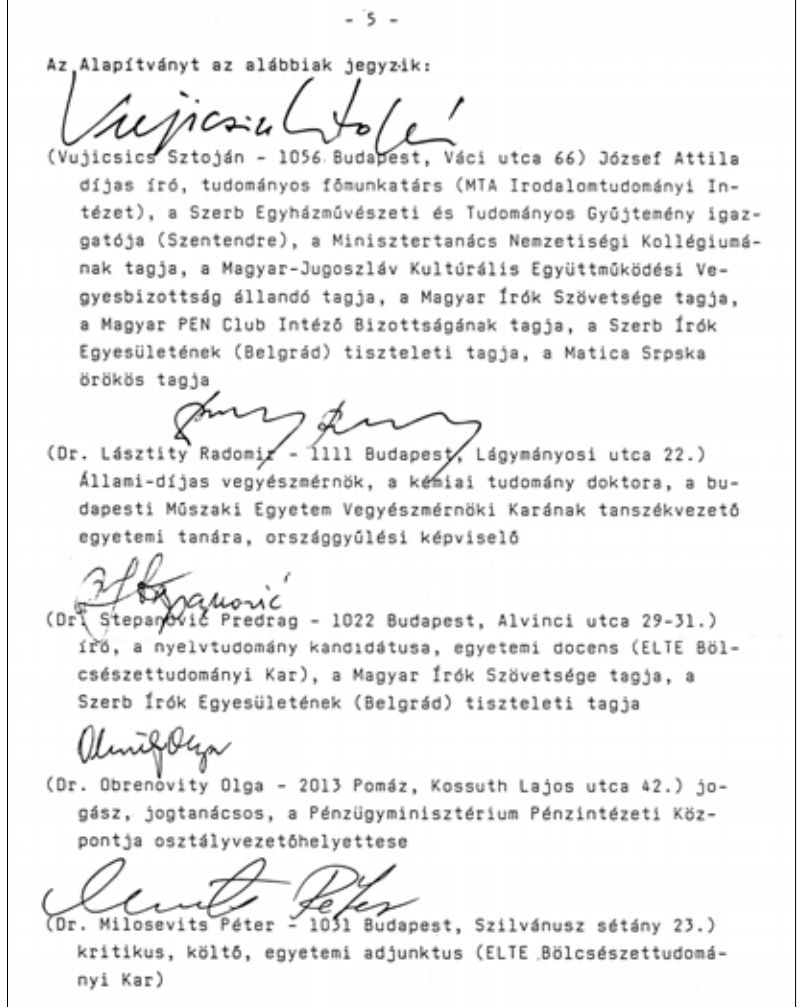 - 5 -
Az Alapítványt az alábbiak jegyzik:
Vujicsics Sztoján
(Vujicsics Sztoján - 1056 Budapest, Váci utca 66) József Attila
díjas író, tudományos főmunkatárs (MTA Irodalomtudományi In-
tézet), a Szerb Egyházművészeti és Tudományos Gyűjtemény igaz-
gatója (Szentendre), a Minisztertanács Nemzetiségi Kollégiumá-
nak tagja, a Magyar-Jugoszláv Kultúrális Együttműködési Ve-
gyesbizottság állandó tagja, a Magyar Írók Szövetsége tagja,
a Magyar PEN Club Intéző Bizottságának tagja, a Szerb Írók
Egyesületének (Belgrád) tiszteleti tagja, a Matica Srpska
örökös tagja
(Dr. Lásztity Radomir - 1111 Budapest, Lágymányosi utca 22.)
Állami-díjas vegyészmérnök, a kémiai tudomány doktora, a bu-
dapesti Műszaki Egyetem Vegyészmérnöki Karának tanszékvezető
egyetemi tanára, országgyűlési képviselő
Stepanović
(Dr. Stepanović Predrag - 1022 Budapest, Alvinci utca 29-31.)
író, a nyelvtudomány kandidátusa, egyetemi docens (ELTE Böl-
csészettudományi Kar), a Magyar Írók Szövetsége tagja, a
Szerb Írók Egyesületének (Belgrád) tiszteleti tagja
Olga
(Dr. Obrenovity Olga - 2013 Pomáz, Kossuth Lajos utca 42.) jo-
gász, jogtanácsos, a Pénzügyminisztérium Pénzintézeti Köz-
pontja osztályvezetőhelyettese
Péter
(Dr. Milosevits Péter - 1031 Budapest, Szilvánusz sétány 23.)
kritikus, költő, egyetemi adjunktus (ELTE Bölcsészettudomá-
nyi Kar)